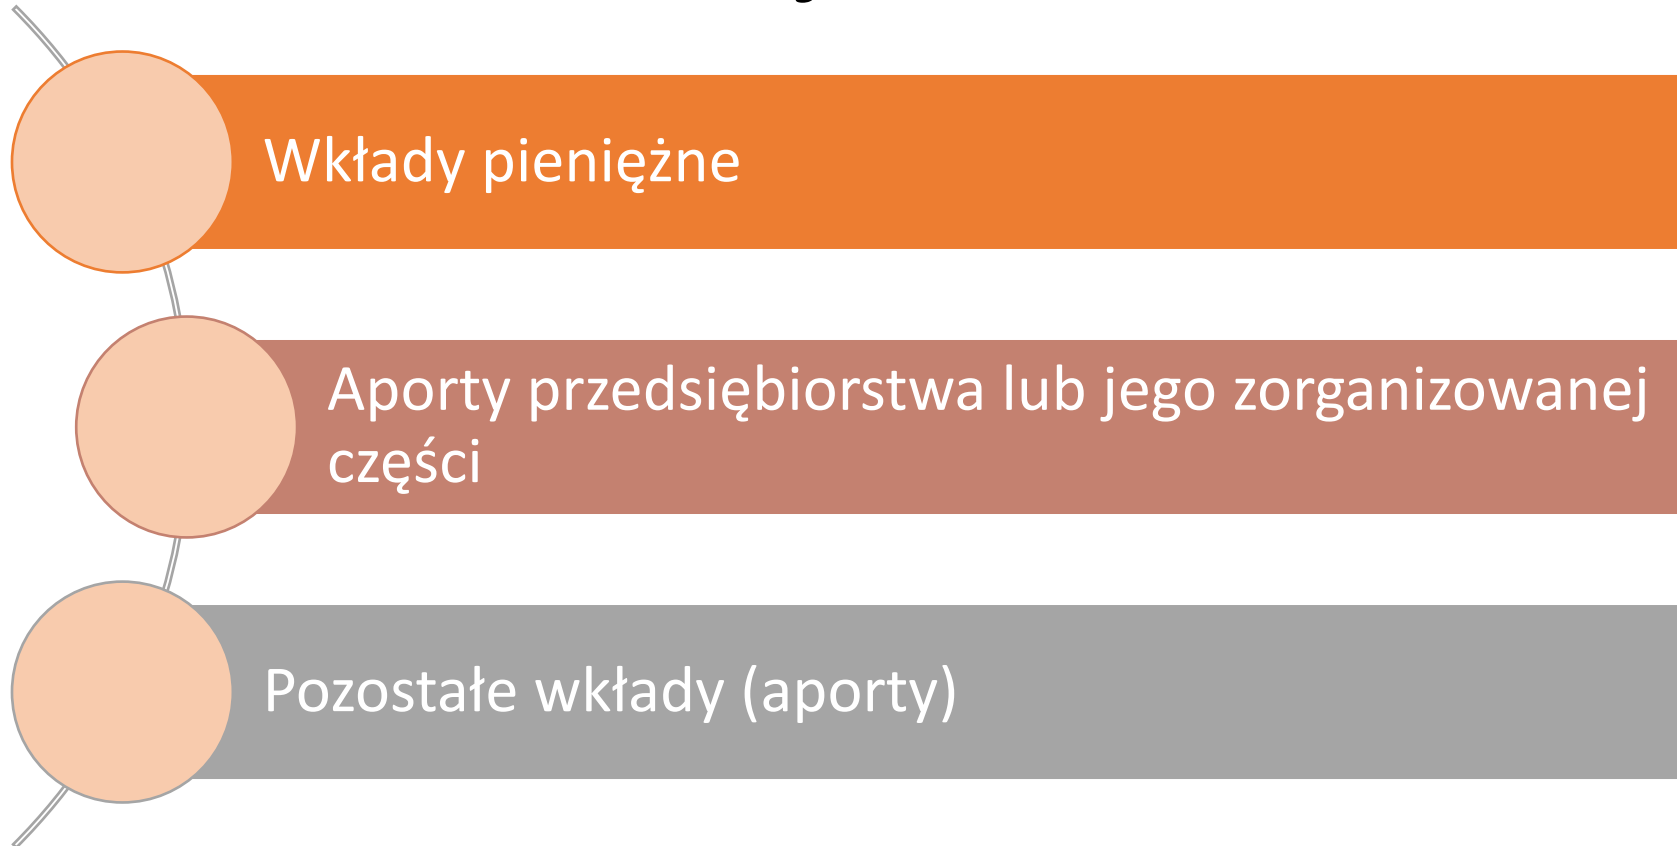 Wkłady pieniężne
Aporty przedsiębiorstwa lub jego zorganizowanej
części
Pozostałe wkłady (aporty)